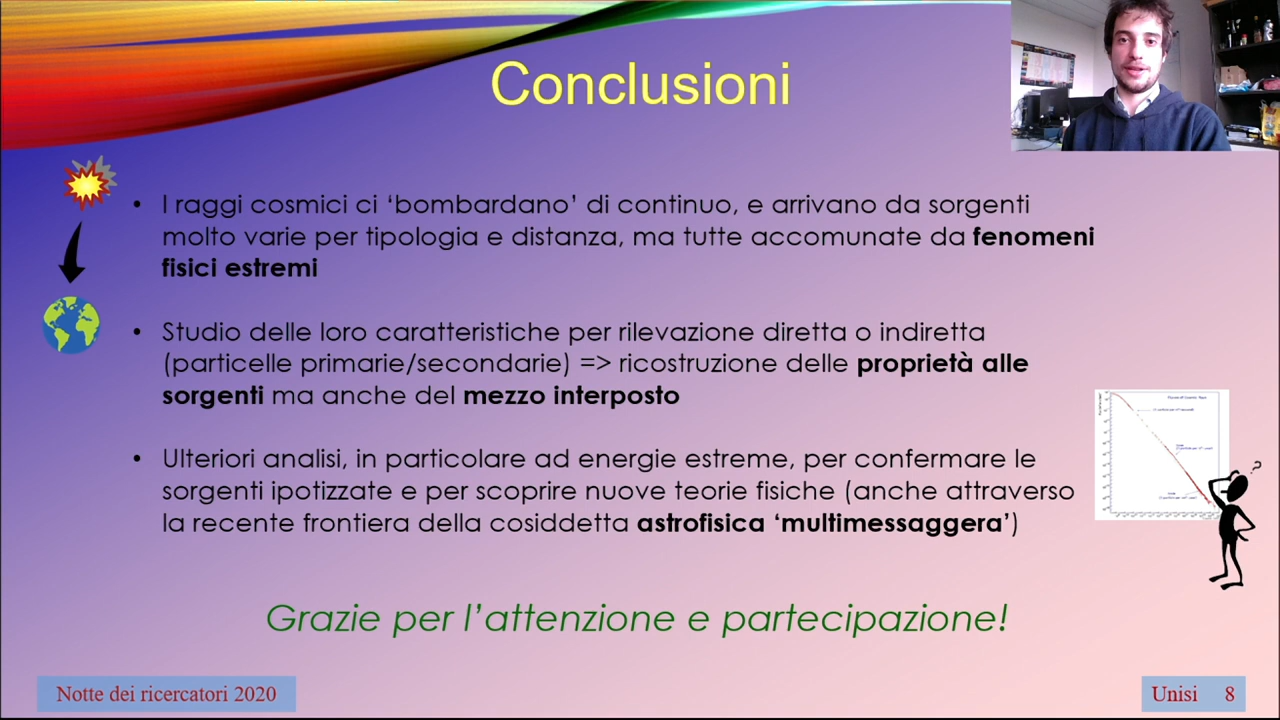 Conclusioni
• I raggi cosmici ci ‘bombardano’ di continuo, e arrivano da sorgenti
molto varie per tipologia e distanza, ma tutte accomunate da fenomeni
fisici estremi
• Studio delle loro caratteristiche per rilevazione diretta o indiretta
(particelle primarie/secondarie) => ricostruzione delle proprietà alle
sorgenti ma anche del mezzo interposto
• Ulteriori analisi, in particolare ad energie estreme, per confermare le
sorgenti ipotizzate e per scoprire nuove teorie fisiche (anche attraverso
la recente frontiera della cosiddetta astrofisica ‘multimessaggera’)
?
Grazie per l’attenzione e partecipazione!
Notte dei ricercatori 2020
Unisi 8